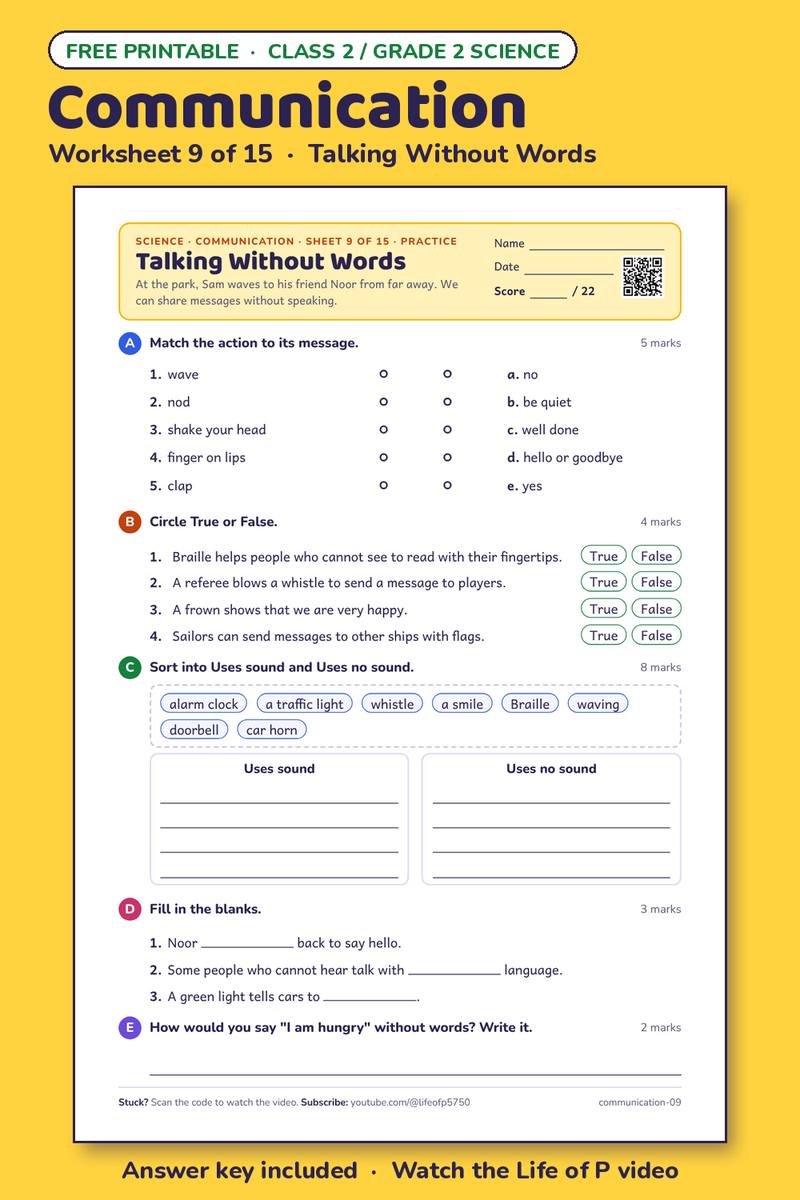 FREE PRINTABLE · CLASS 2 / GRADE 2 SCIENCE
Communication
Worksheet 9 of 15 · Talking Without Words
SCIENCE · COMMUNICATION · SHEET 9 OF 15 · PRACTICE
Talking Without Words
At the park, Sam waves to his friend Noor from far away. We
can share messages without speaking.
Name ____________
Date ____________
Score ______ / 22
A Match the action to its message. 5 marks
1. wave a. no
2. nod b. be quiet
3. shake your head c. well done
4. finger on lips d. hello or goodbye
5. clap e. yes
B Circle True or False. 4 marks
1. Braille helps people who cannot see to read with their fingertips. True False
2. A referee blows a whistle to send a message to players. True False
3. A frown shows that we are very happy. True False
4. Sailors can send messages to other ships with flags. True False
C Sort into Uses sound and Uses no sound. 8 marks
alarm clock a traffic light whistle a smile Braille waving
doorbell car horn
Uses sound Uses no sound
D Fill in the blanks. 3 marks
1. Noor ____________ back to say hello.
2. Some people who cannot hear talk with ____________ language.
3. A green light tells cars to ____________.
E How would you say "I am hungry" without words? Write it. 2 marks
Stuck? Scan the code to watch the video. Subscribe: youtube.com/@lifeofp5750 communication-09
Answer key included · Watch the Life of P video